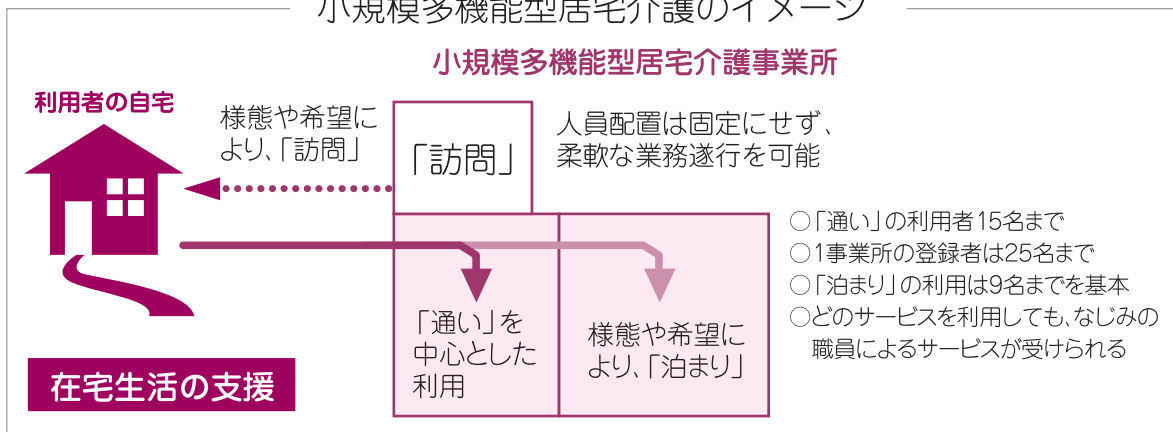 小規模多機能型居宅介護のイメージ
小規模多機能型居宅介護事業所
利用者の自宅
様態や希望に
より、「訪問」
「訪問」
人員配置は固定にせず、
柔軟な業務遂行を可能
○「通い」の利用者15名まで
○1事業所の登録者は25名まで
○「泊まり」の利用は9名までを基本
○どのサービスを利用しても、なじみの
職員によるサービスが受けられる
「通い」を
中心とした
利用
様態や希望に
より、「泊まり」
在宅生活の支援